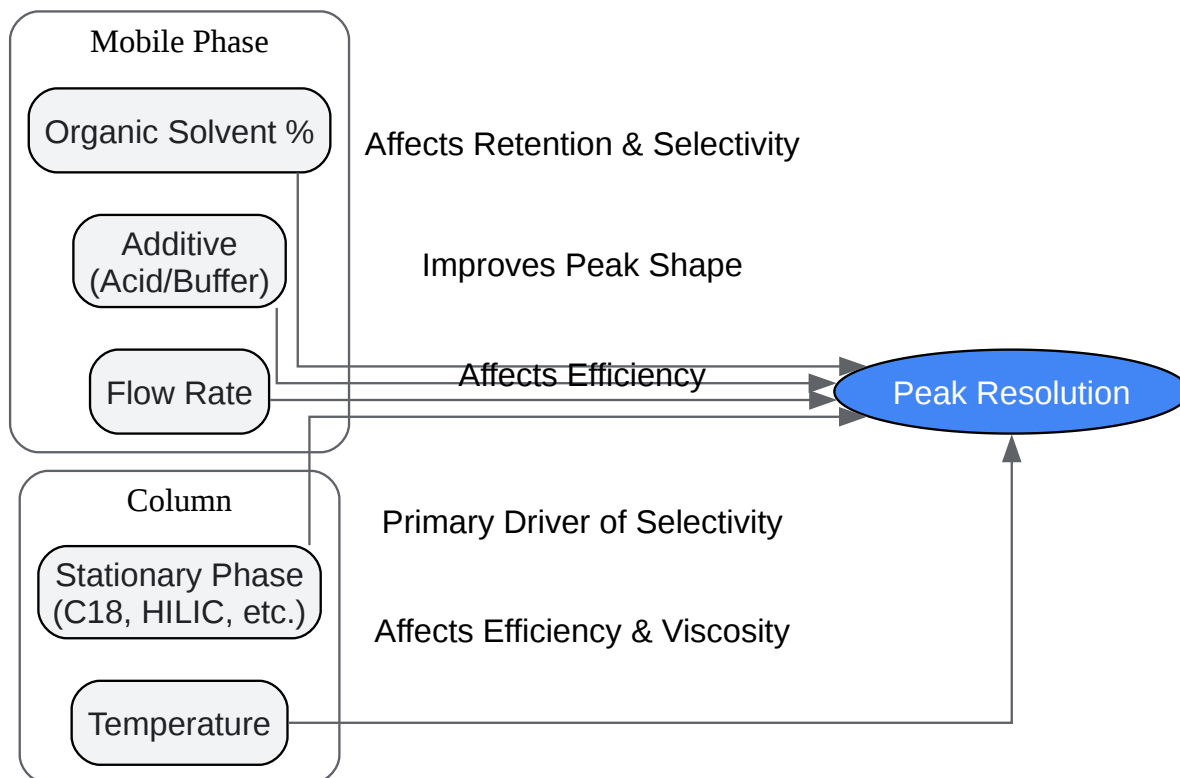 Mobile Phase
Organic Solvent %
Affects Retention & Selectivity
Additive
(Acid/Buffer)
Improves Peak Shape
Flow Rate
Affects Efficiency
Peak Resolution
Column
Stationary Phase
(C18, HILIC, etc.)
Primary Driver of Selectivity
Affects Efficiency & Viscosity
Temperature